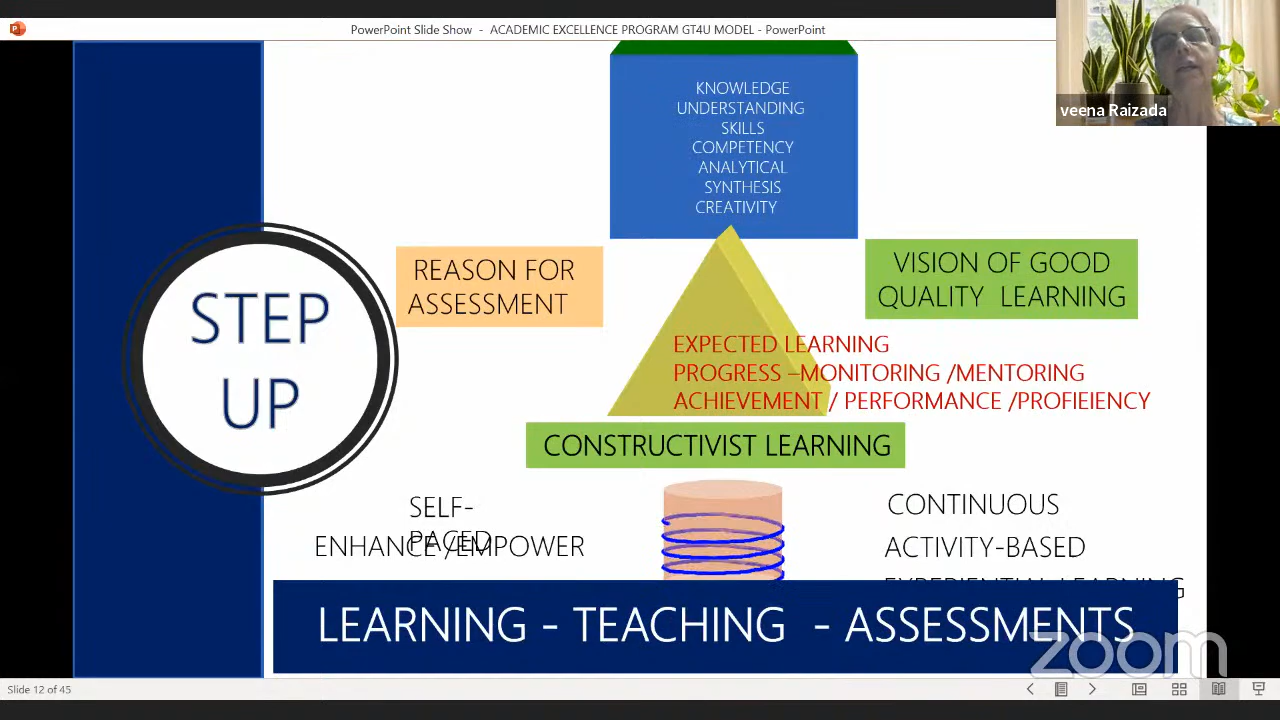 PowerPoint Slide Show - ACADEMIC EXCELLENCE PROGRAM GT4U MODEL - PowerPoint
veena Raizada
KNOWLEDGE
UNDERSTANDING
SKILLS
COMPETENCY
ANALYTICAL
SYNTHESIS
CREATIVITY
STEP
UP
REASON FOR
ASSESSMENT
VISION OF GOOD
QUALITY LEARNING
EXPECTED LEARNING
PROGRESS –MONITORING /MENTORING
ACHIEVEMENT / PERFORMANCE /PROFIEIENCY
CONSTRUCTIVIST LEARNING
SELF-
PACED
ENHANCE /EMPOWER
CONTINUOUS
ACTIVITY-BASED
EXPERIENTIAL LEARNING
LEARNING - TEACHING - ASSESSMENTS
zoom
Slide 12 of 45